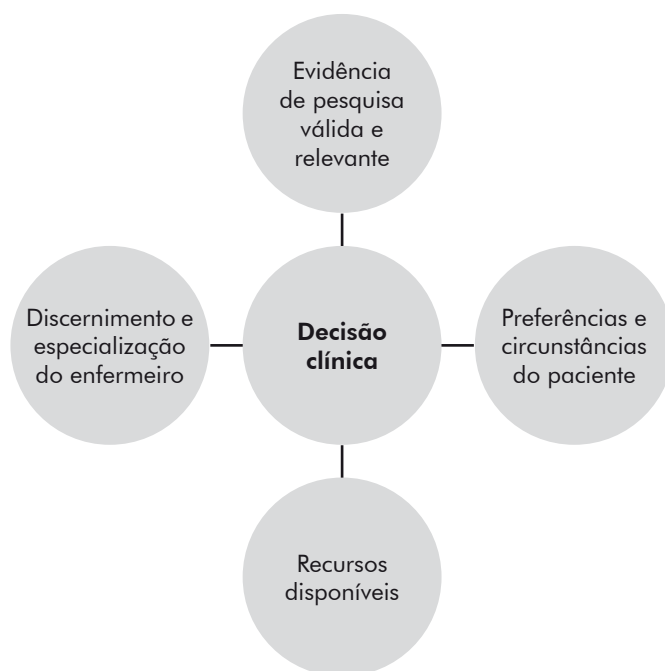 Evidência
de pesquisa
válida e
relevante
Discernimento e
especialização
do enfermeiro
Decisão
clínica
Preferências e
circunstâncias
do paciente
Recursos
disponíveis